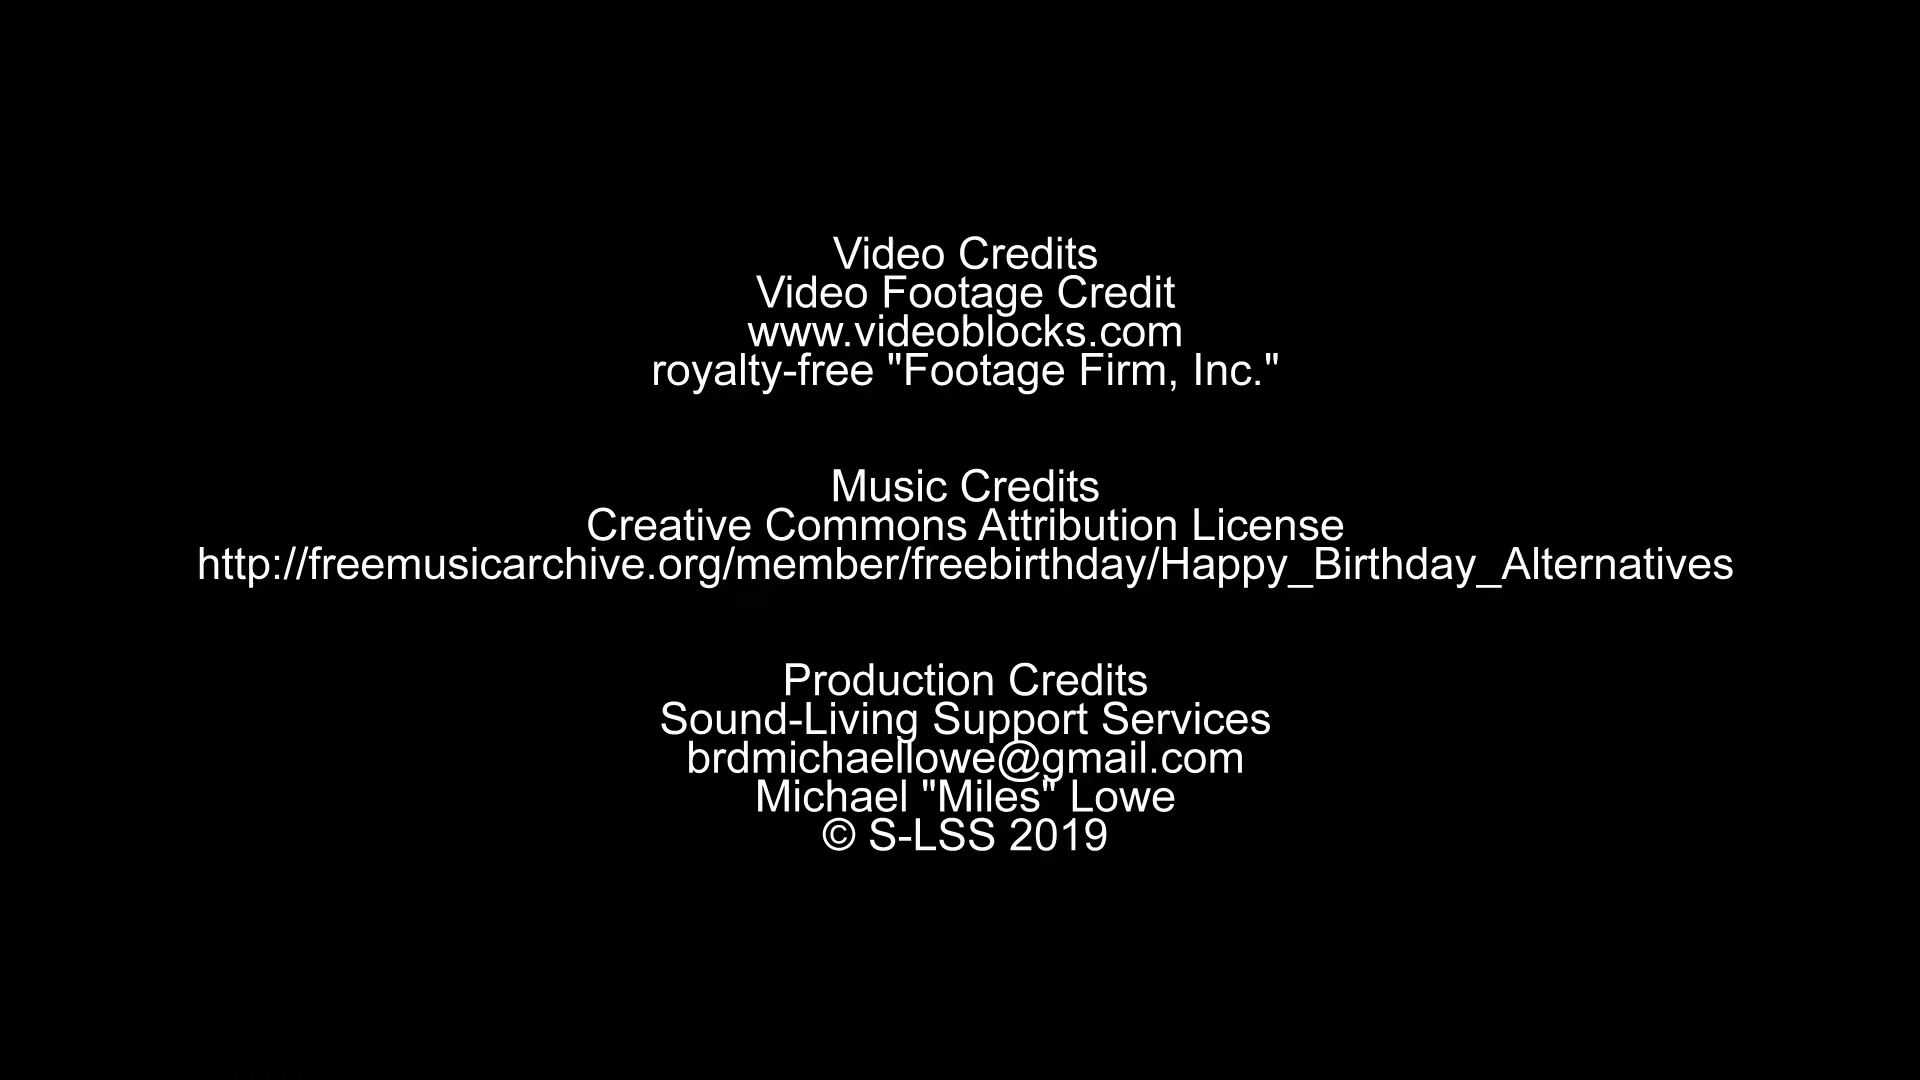 Video Credits
Video Footage Credit
www.videoblocks.com
royalty-free "Footage Firm, Inc."
Music Credits
Creative Commons Attribution License
http://freemusicarchive.org/member/freebirthday/Happy_Birthday_Alternatives
Production Credits
Sound-Living Support Services
brdmichaellowe@gmail.com
Michael "Miles" Lowe
© S-LSS 2019